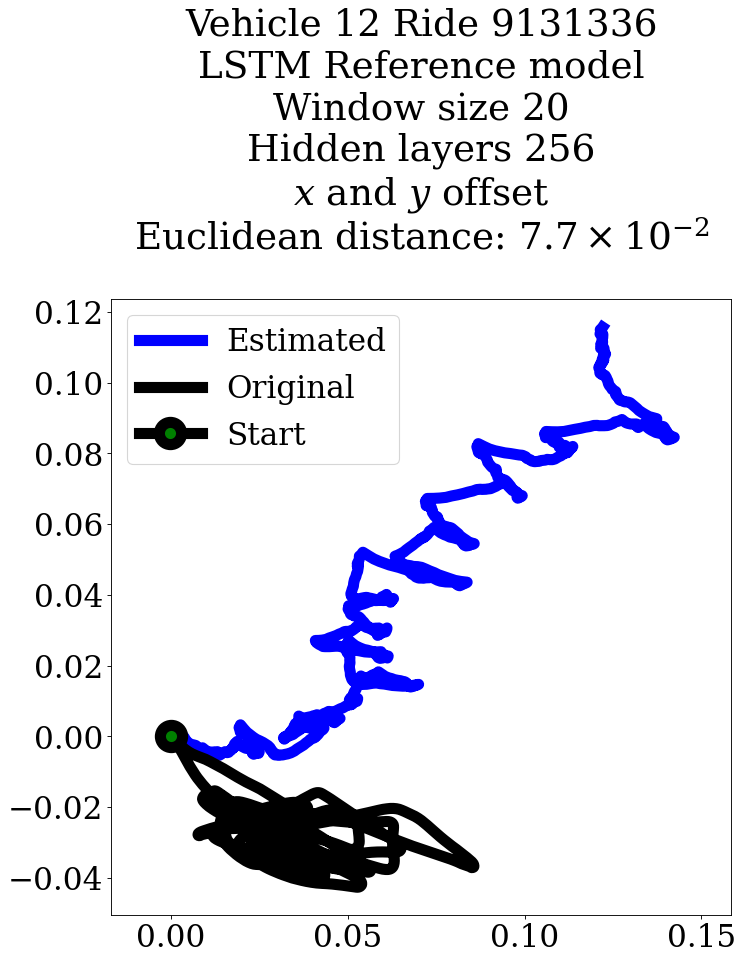 Vehicle 12 Ride 9131336
LSTM Reference model
Window size 20
Hidden layers 256
x and y offset
Euclidean distance: 7.7 × 10⁻²
Estimated
Original
Start
0.12
0.10
0.08
0.06
0.04
0.02
0.00
−0.02
−0.04
0.00 0.05 0.10 0.15